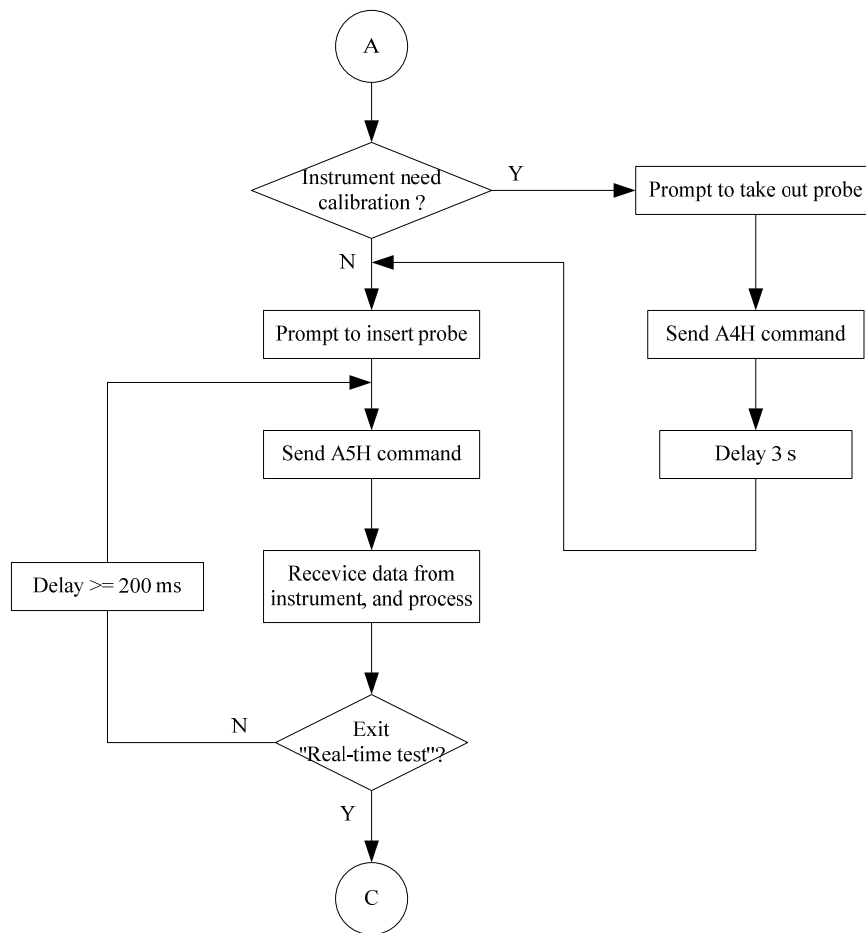 A
Instrument need
calibration ?
Y
Prompt to take out probe
N
Prompt to insert probe
Send A4H command
Send A5H command
Delay 3 s
Recevice data from
instrument, and process
Delay >= 200 ms
N
Exit
"Real-time test"?
Y
C